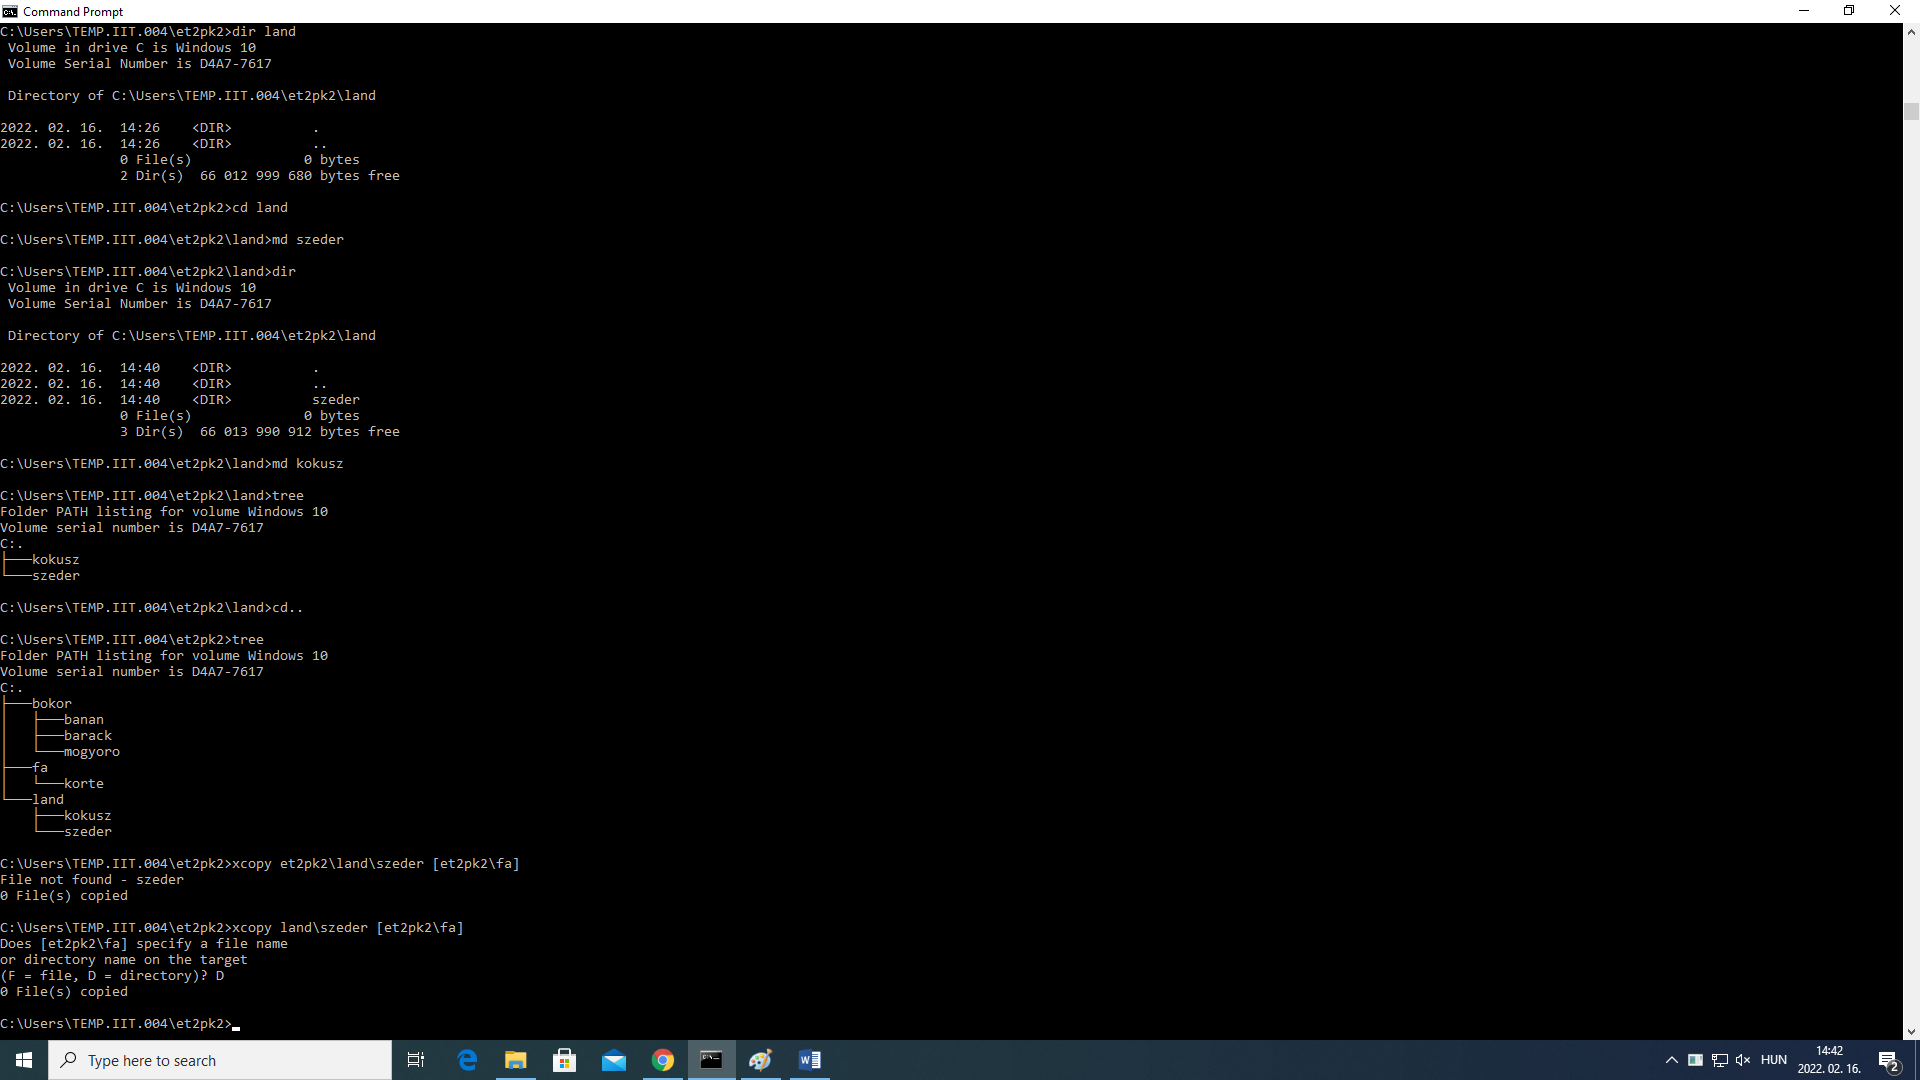 Command Prompt
C:\Users\TEMP.IIT.004\et2pk2>dir land
 Volume in drive C is Windows 10
 Volume Serial Number is D4A7-7617

 Directory of C:\Users\TEMP.IIT.004\et2pk2\land

2022. 02. 16.  14:26    <DIR>          .
2022. 02. 16.  14:26    <DIR>          ..
               0 File(s)              0 bytes
               2 Dir(s)  66 012 999 680 bytes free

C:\Users\TEMP.IIT.004\et2pk2>cd land

C:\Users\TEMP.IIT.004\et2pk2\land>md szeder

C:\Users\TEMP.IIT.004\et2pk2\land>dir
 Volume in drive C is Windows 10
 Volume Serial Number is D4A7-7617

 Directory of C:\Users\TEMP.IIT.004\et2pk2\land

2022. 02. 16.  14:40    <DIR>          .
2022. 02. 16.  14:40    <DIR>          ..
2022. 02. 16.  14:40    <DIR>          szeder
               0 File(s)              0 bytes
               3 Dir(s)  66 013 990 912 bytes free

C:\Users\TEMP.IIT.004\et2pk2\land>md kokusz

C:\Users\TEMP.IIT.004\et2pk2\land>tree
Folder PATH listing for volume Windows 10
Volume serial number is D4A7-7617
C:.
├───kokusz
└───szeder

C:\Users\TEMP.IIT.004\et2pk2\land>cd..

C:\Users\TEMP.IIT.004\et2pk2>tree
Folder PATH listing for volume Windows 10
Volume serial number is D4A7-7617
C:.
├───bokor
│   ├───banan
│   ├───barack
│   └───mogyoro
├───fa
│   └───korte
└───land
    ├───kokusz
    └───szeder

C:\Users\TEMP.IIT.004\et2pk2>xcopy et2pk2\land\szeder [et2pk2\fa]
File not found - szeder
0 File(s) copied

C:\Users\TEMP.IIT.004\et2pk2>xcopy land\szeder [et2pk2\fa]
Does [et2pk2\fa] specify a file name
or directory name on the target
(F = file, D = directory)? D
0 File(s) copied

C:\Users\TEMP.IIT.004\et2pk2>
Type here to search
HUN
14:42
2022. 02. 16.
2